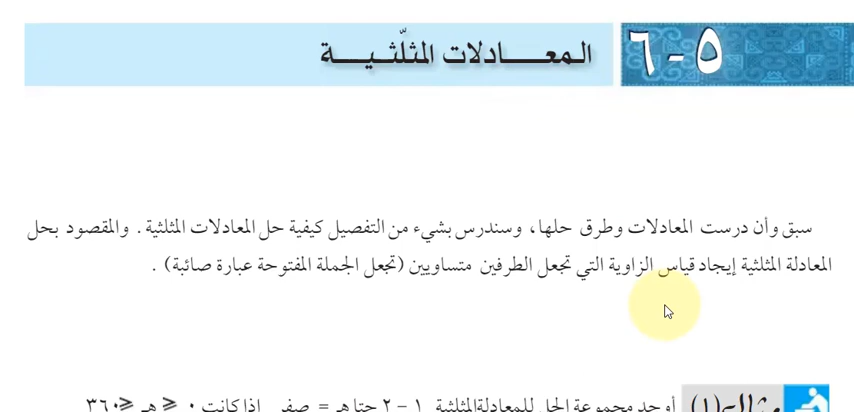 ٥ - ٦
المعادلات المثلّثية
سبق وأن درست المعادلات وطرق حلها، وسندرس بشيء من التفصيل كيفية حل المعادلات المثلثية . والمقصود بحل
المعادلة المثلثية إيجاد قياس الزاوية التي تجعل الطرفين متساويين (تجعل الجملة المفتوحة عبارة صائبة) .
مثال (١) أوجد مجموعة الحل للمعادلة المثلثية ١ - ٢ جتا هـ = صفر إذا كانت ٠ ⩽ هـ ⩽ ٣٦٠